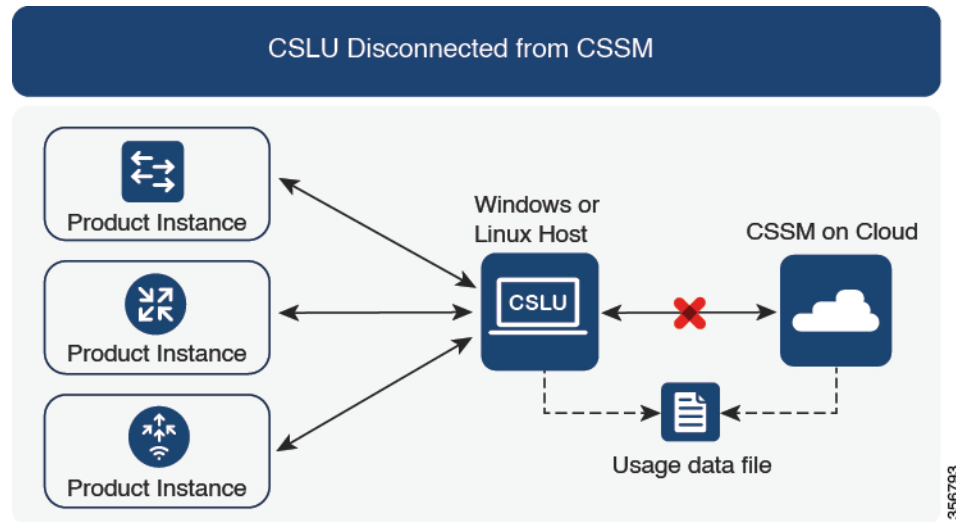 CSLU Disconnected from CSSM
Product Instance
Product Instance
Product Instance
Windows or
Linux Host
CSLU
CSSM on Cloud
Usage data file
356793